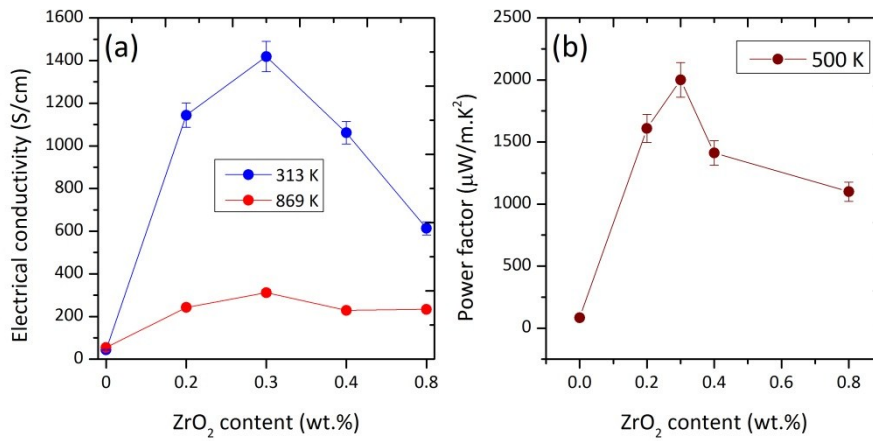 (a)
1600
1400
1200
1000
800
600
400
200
0
Electrical conductivity (S/cm)
313 K
869 K
0 0.2 0.3 0.4 0.8
ZrO2 content (wt.%)
(b)
2500
2000
1500
1000
500
0
Power factor (µW/m.K²)
500 K
0.0 0.2 0.4 0.6 0.8
ZrO2 content (wt.%)